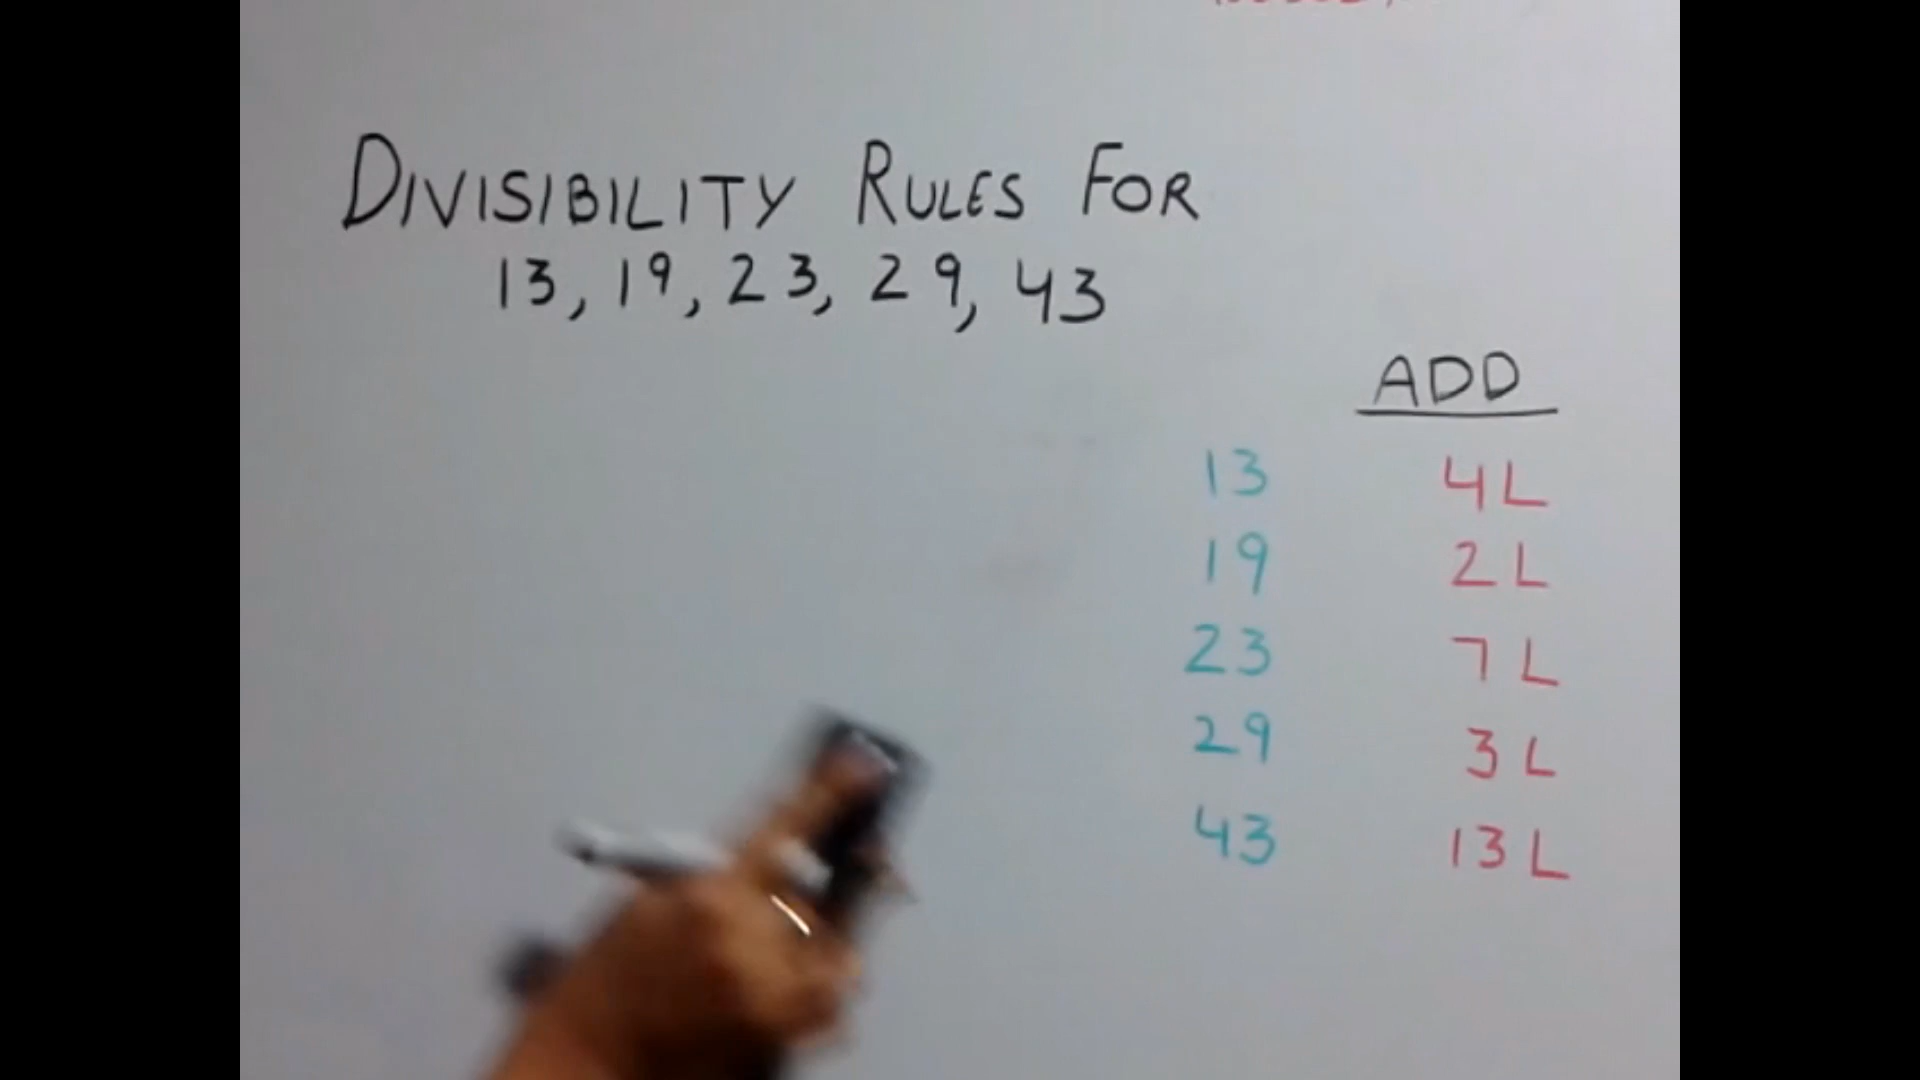 DIVISIBILITY RULES FOR
13, 19, 23, 29, 43
ADD
13 4L
19 2L
23 7L
29 3L
43 13L